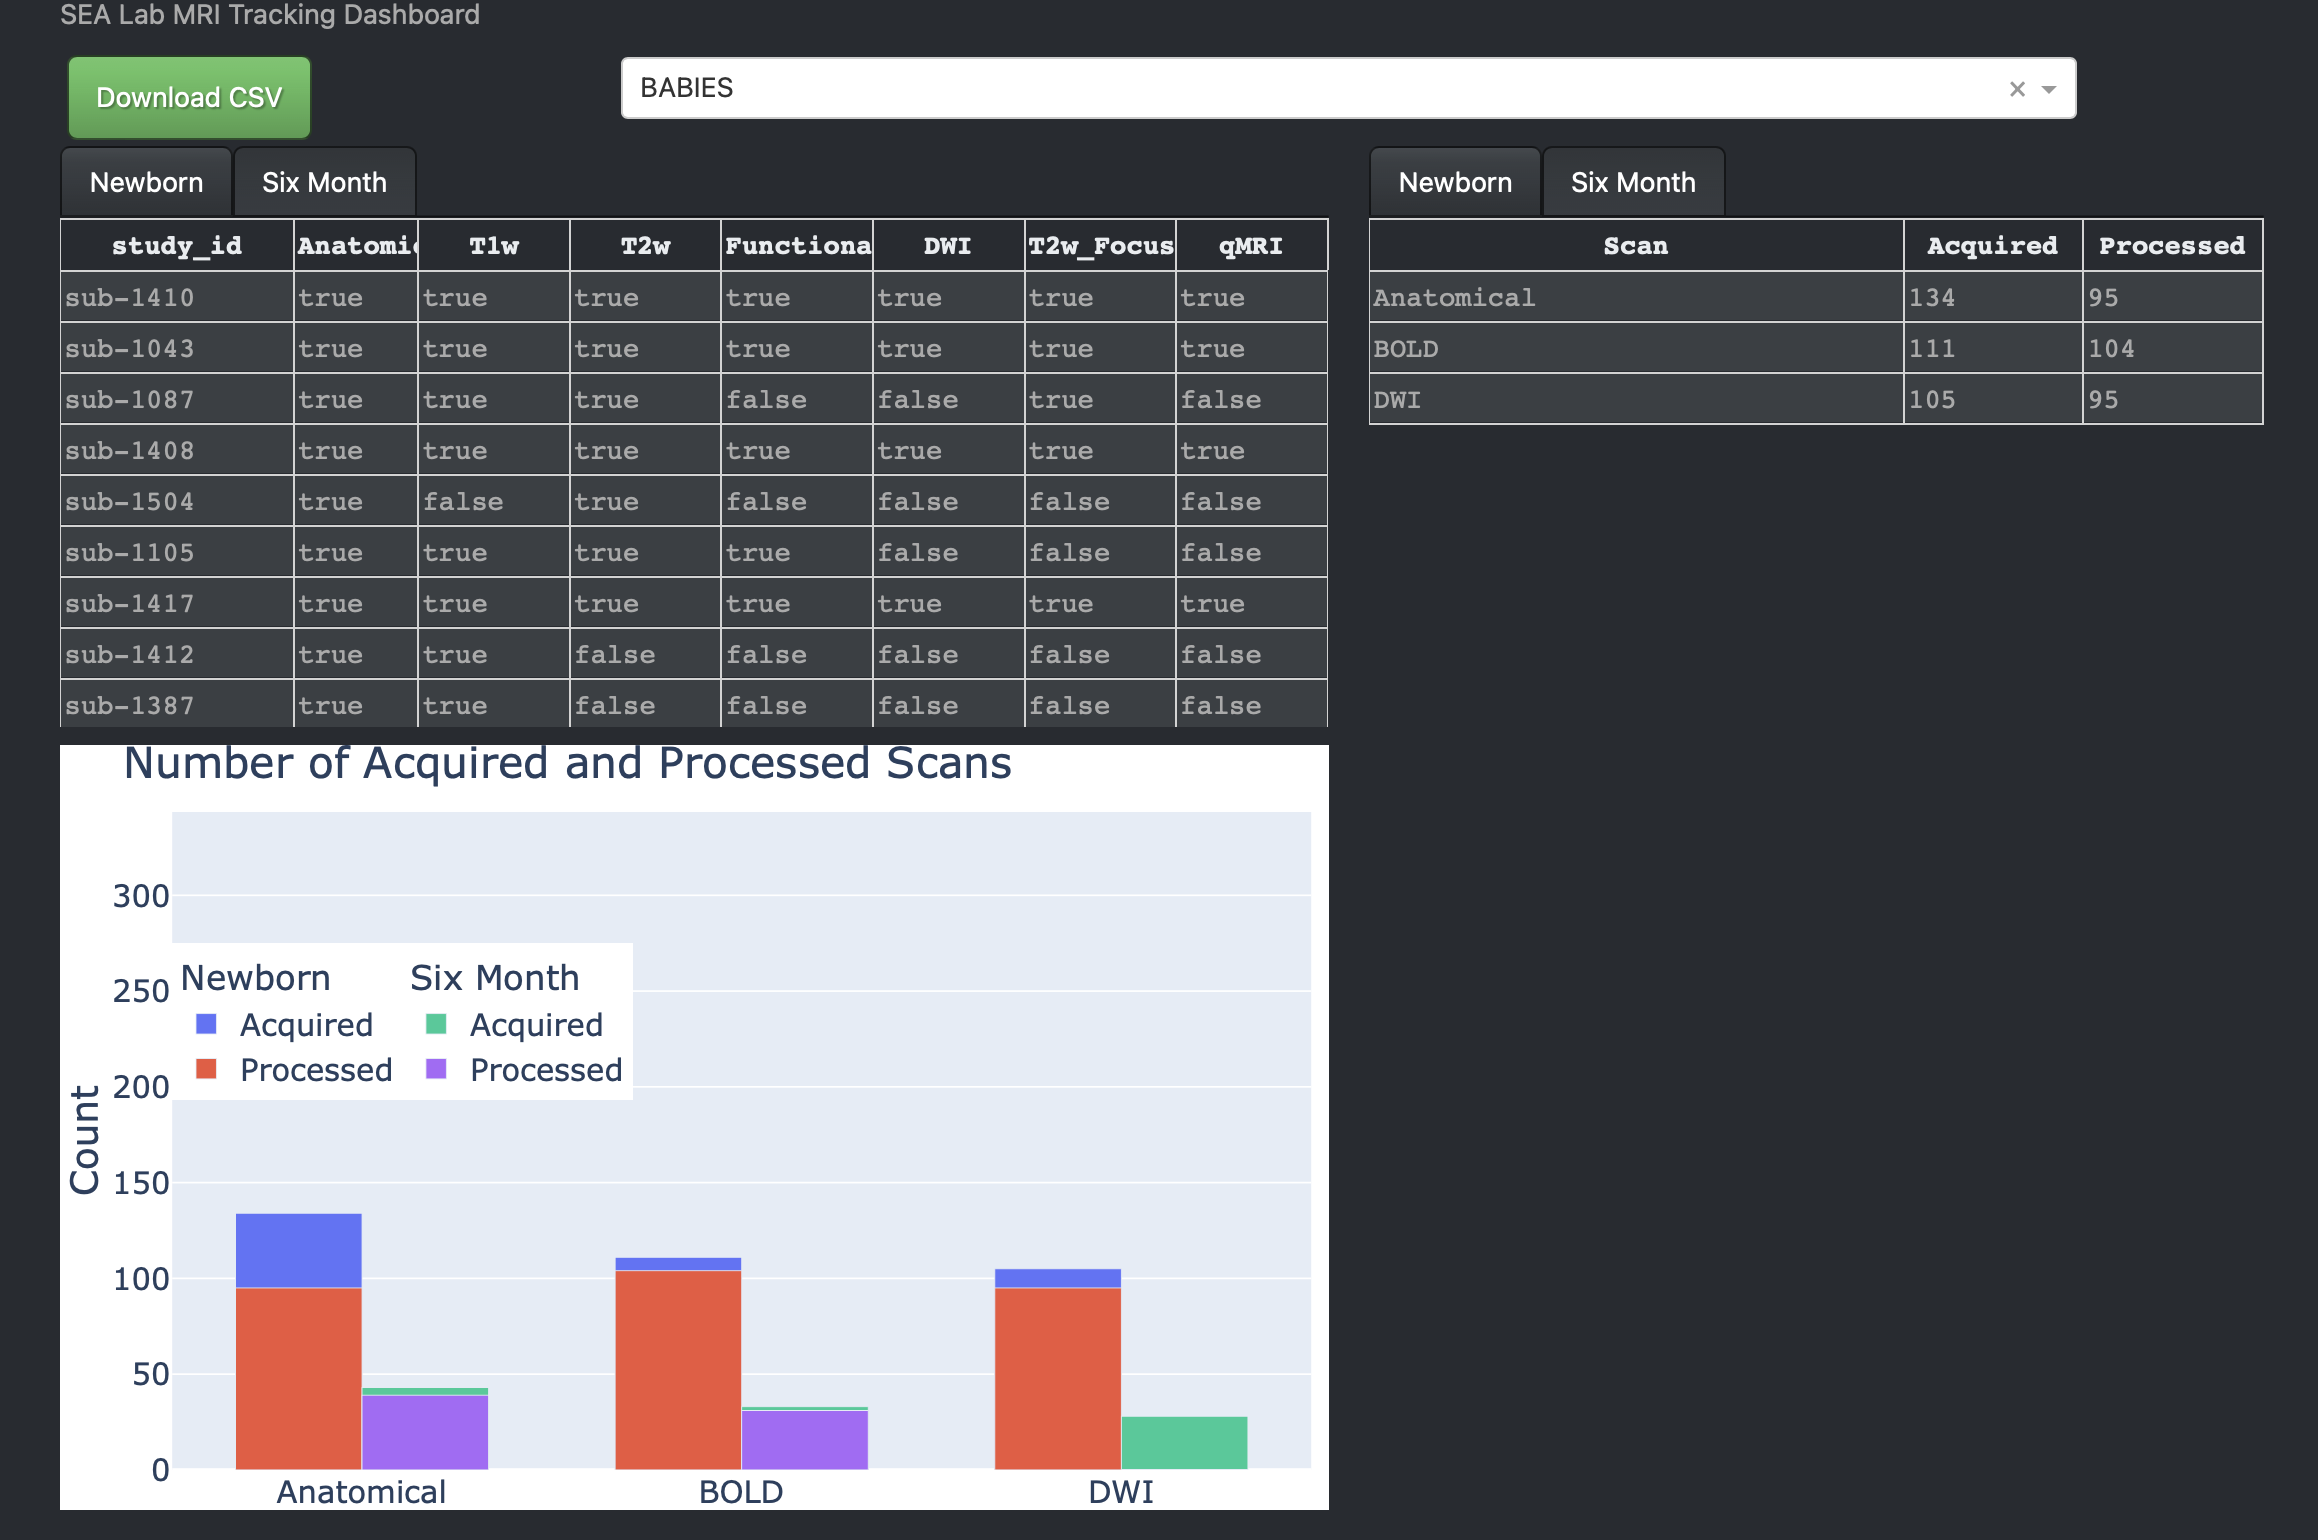 SEA Lab MRI Tracking Dashboard
Download CSV
BABIES
Newborn Six Month
study_id Anatomic T1w T2w Functiona DWI T2w_Focus qMRI
sub-1410 true true true true true true true
sub-1043 true true true true true true true
sub-1087 true true true false false true false
sub-1408 true true true true true true true
sub-1504 true false true false false false false
sub-1105 true true true true false false false
sub-1417 true true true true true true true
sub-1412 true true false false false false false
sub-1387 true true false false false false false
Newborn Six Month
Scan Acquired Processed
Anatomical 134 95
BOLD 111 104
DWI 105 95
Number of Acquired and Processed Scans
300
250
200
150
100
50
0
Count
Newborn Six Month
Acquired Acquired
Processed Processed
Anatomical BOLD DWI